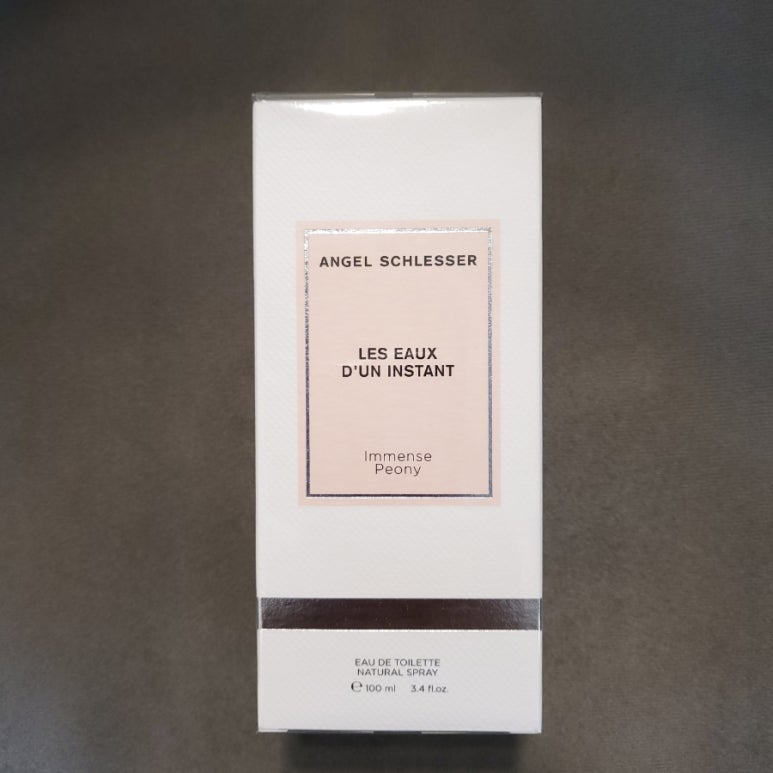 ANGEL SCHLESSER
LES EAUX
D'UN INSTANT
Immense
Peony
EAU DE TOILETTE
NATURAL SPRAY
℮ 100 ml 3.4 fl.oz.